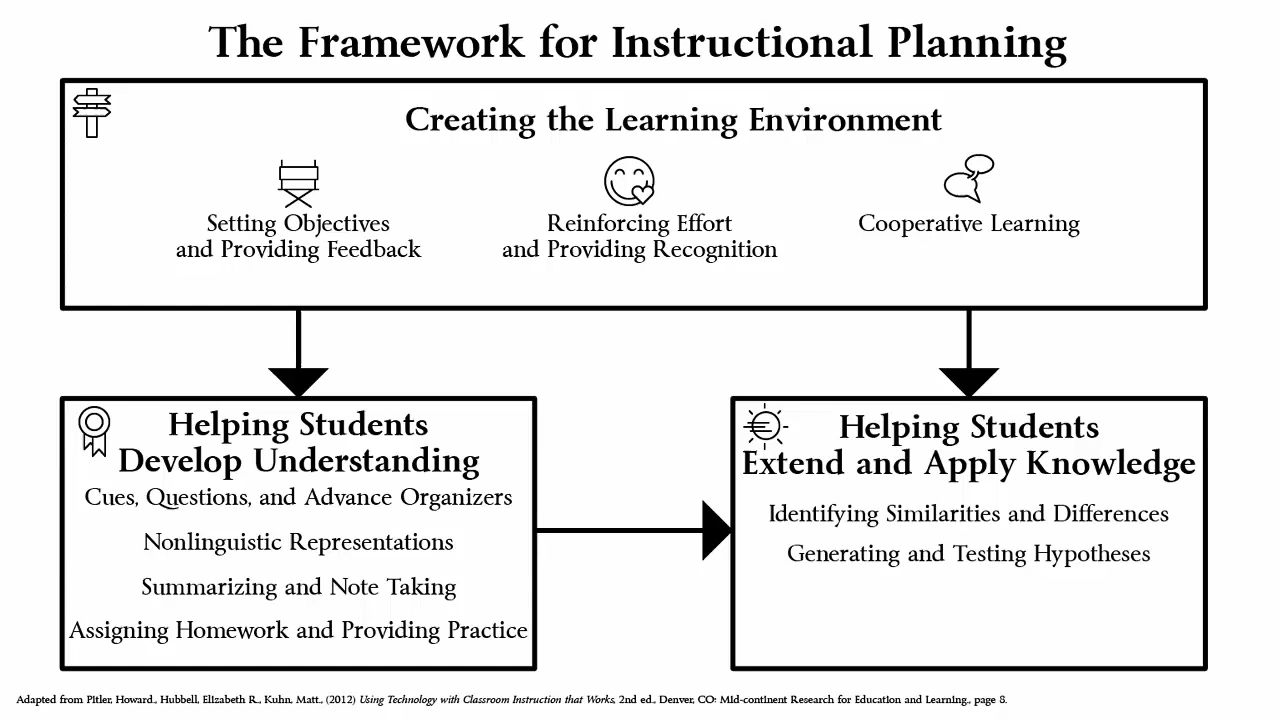 The Framework for Instructional Planning
Creating the Learning Environment
Setting Objectives
and Providing Feedback
Reinforcing Effort
and Providing Recognition
Cooperative Learning
Helping Students
Develop Understanding
Cues, Questions, and Advance Organizers
Nonlinguistic Representations
Summarizing and Note Taking
Assigning Homework and Providing Practice
Helping Students
Extend and Apply Knowledge
Identifying Similarities and Differences
Generating and Testing Hypotheses
Adapted from Pitler, Howard., Hubbell, Elizabeth R., Kuhn, Matt., (2012) Using Technology with Classroom Instruction that Works, 2nd ed., Denver, CO: Mid-continent Research for Education and Learning., page 8.